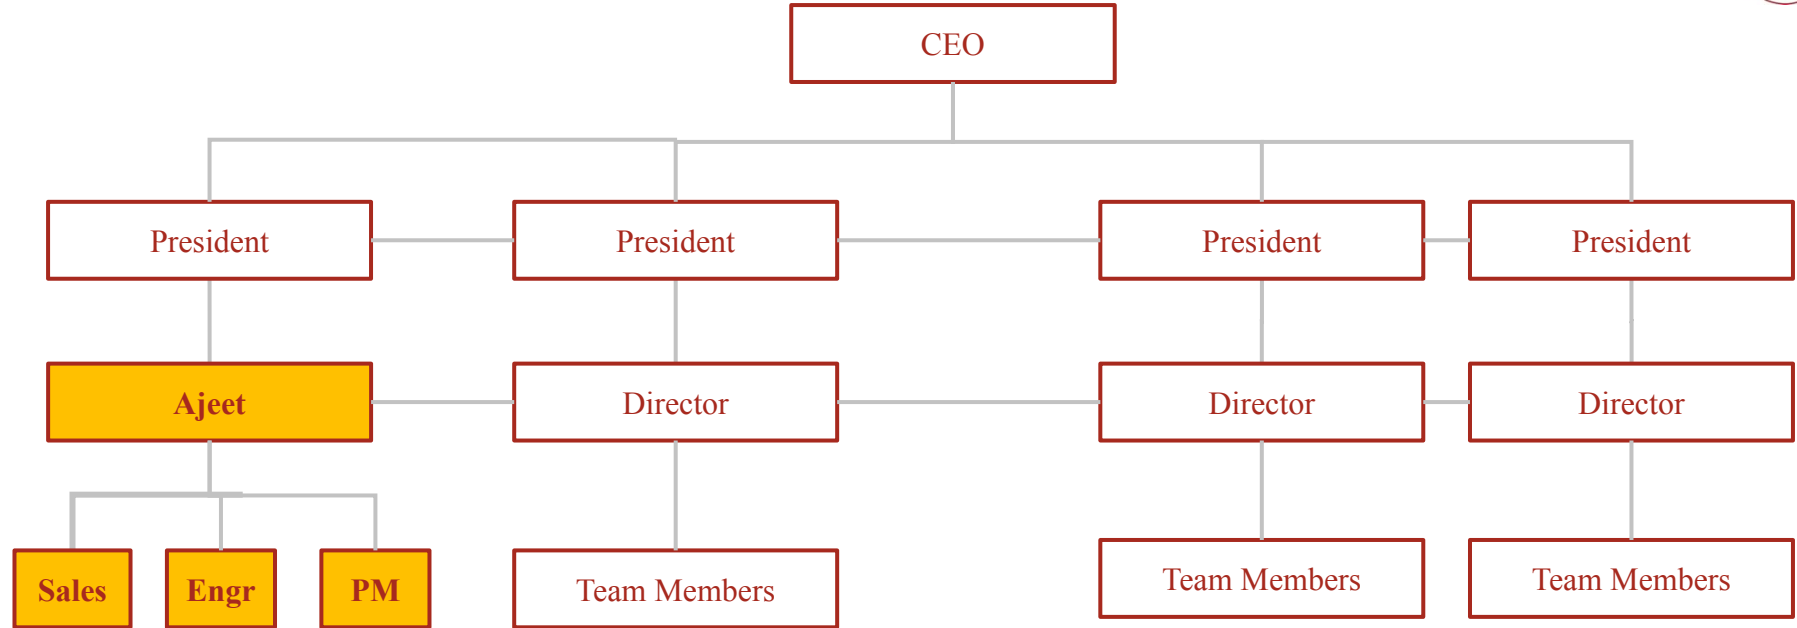 CEO
President
President
President
President
Ajeet
Director
Director
Director
Sales
Engr
PM
Team Members
Team Members
Team Members